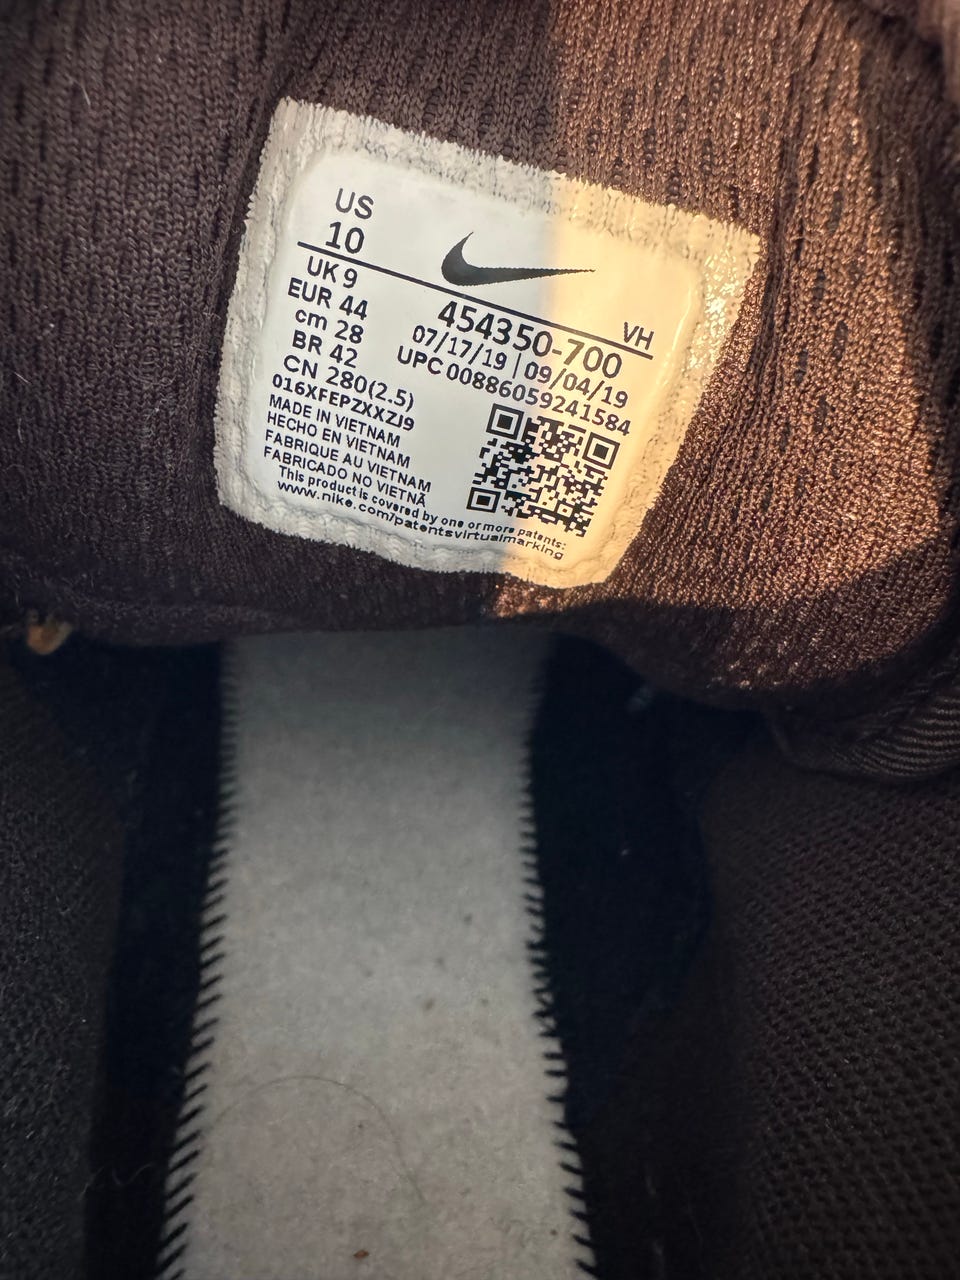 US
10
UK 9
EUR 44
cm 28
BR 42
CN 280(2.5)
016XFEPZXXZJ9
MADE IN VIETNAM
HECHO EN VIETNAM
FABRIQUE AU VIETNAM
FABRICADO NO VIETNÃ
This product is covered by one or more patents:
www.nike.com/patentsvirtualmarking
VH
454350-700
07/17/19 | 09/04/19
UPC 00886059241584